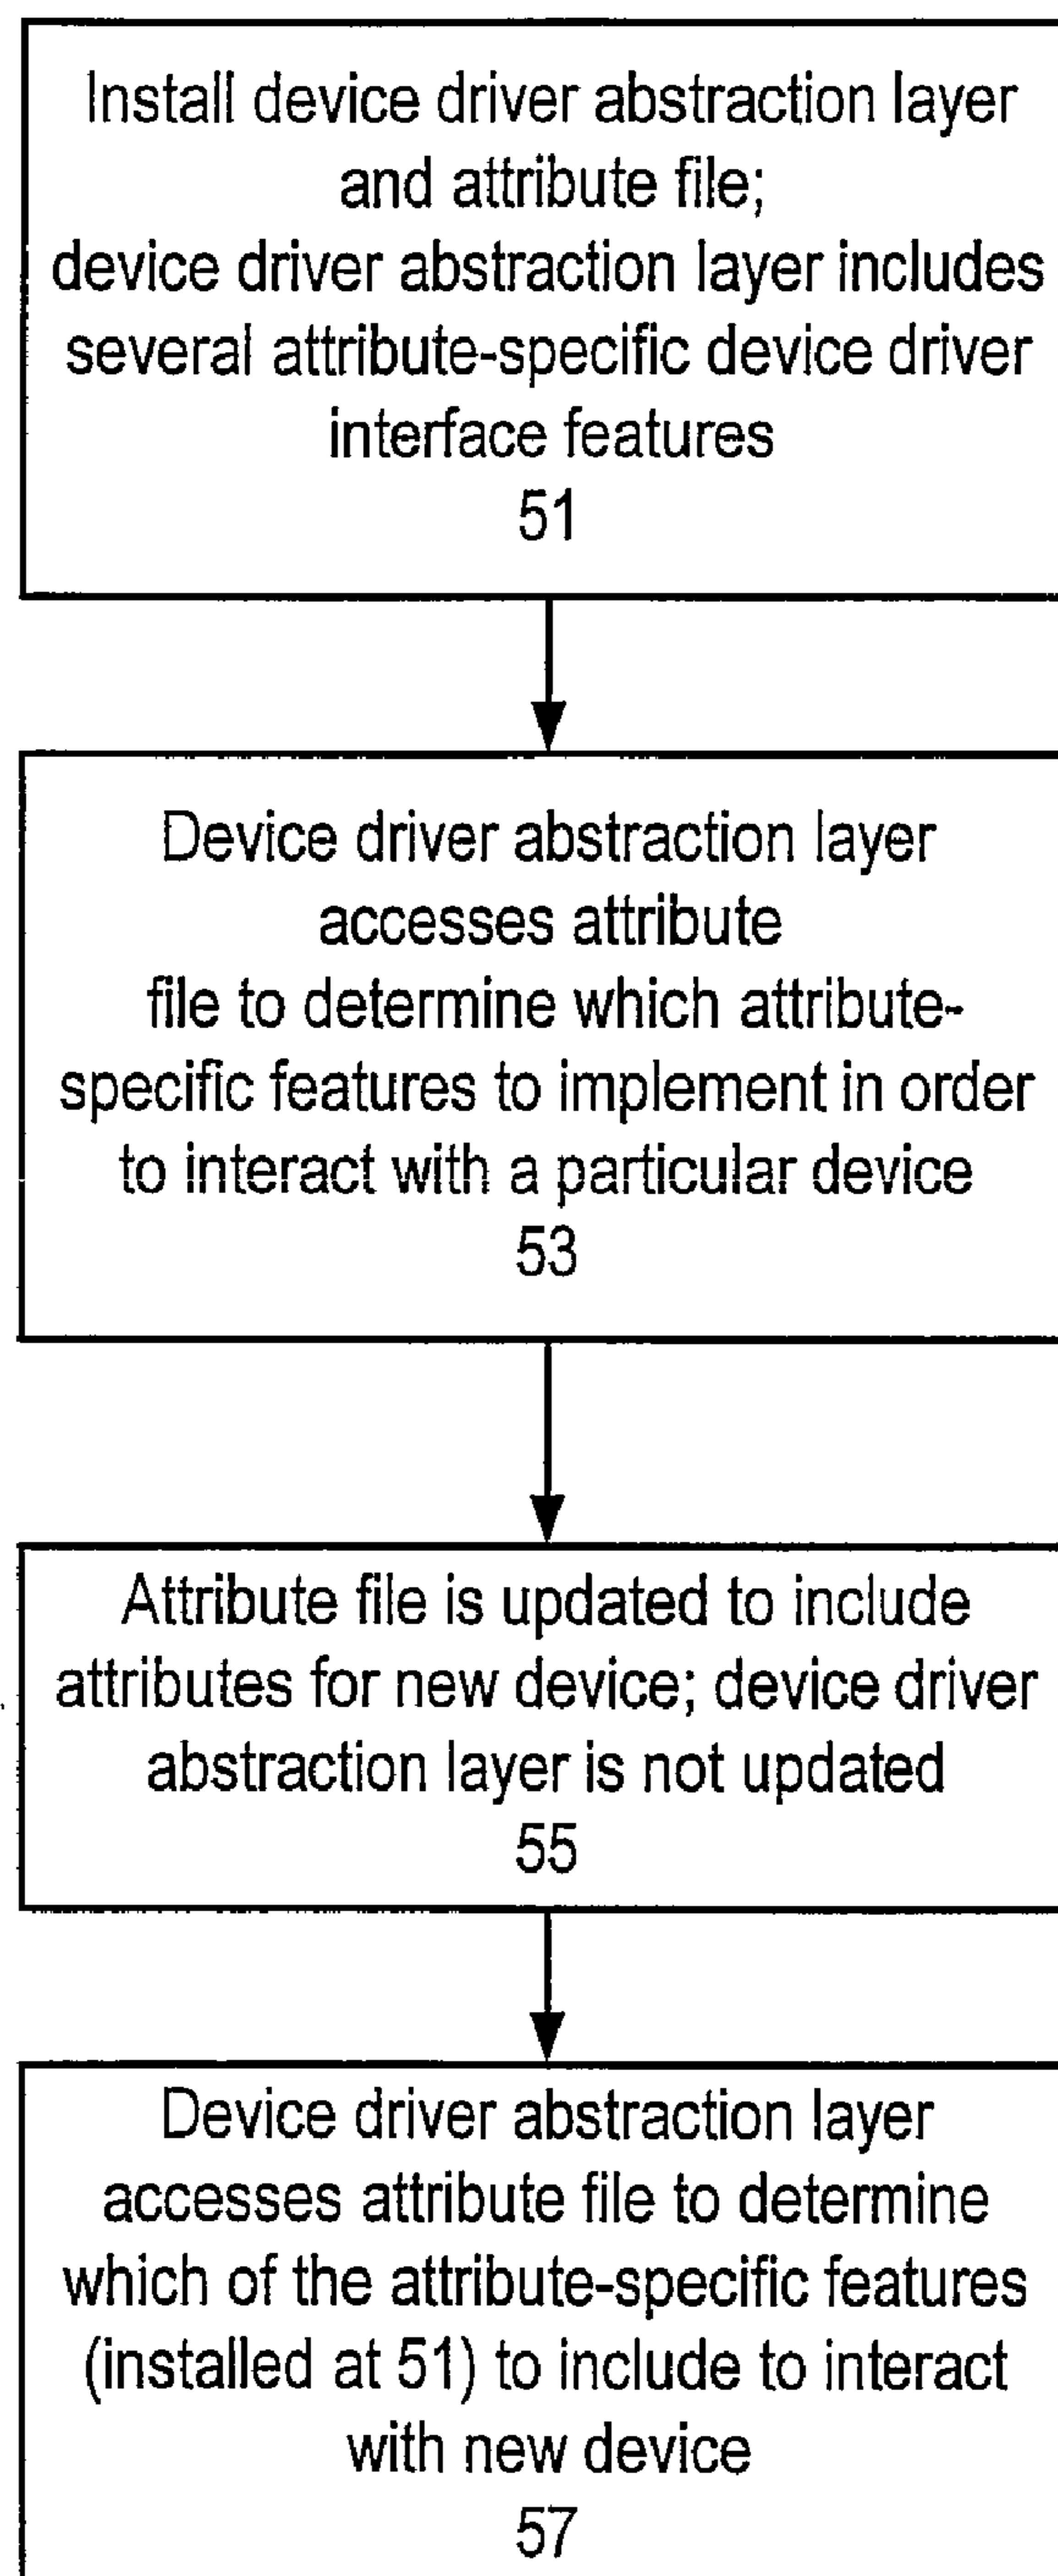 Install device driver abstraction layer
and attribute file;
device driver abstraction layer includes
several attribute-specific device driver
interface features
51
Device driver abstraction layer
accesses attribute
file to determine which attribute-
specific features to implement in order
to interact with a particular device
53
Attribute file is updated to include
attributes for new device; device driver
abstraction layer is not updated
55
Device driver abstraction layer
accesses attribute file to determine
which of the attribute-specific features
(installed at 51) to include to interact
with new device
57